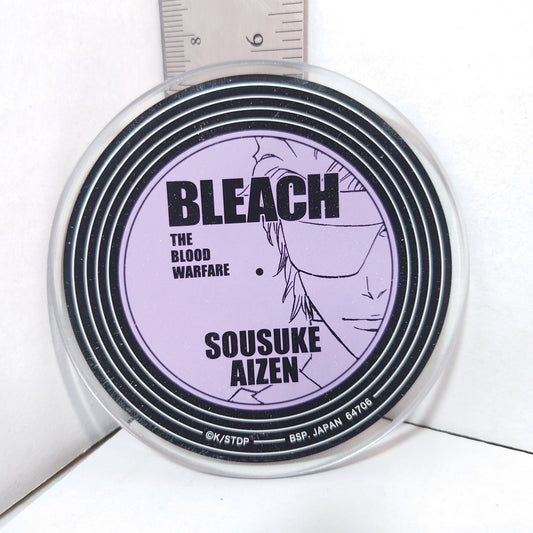 8 9
BLEACH
THE
BLOOD
WARFARE
SOUSUKE
AIZEN
©K/STDP
BSP. JAPAN 64706